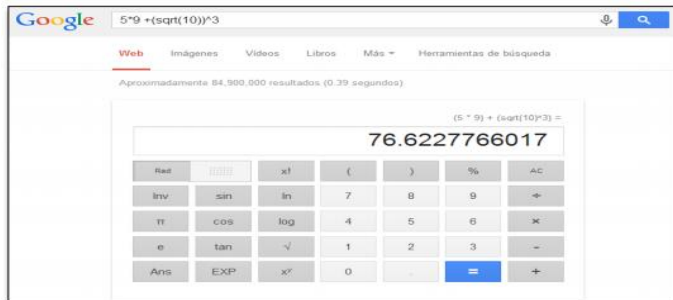 Google 5*9 +(sqrt(10))^3
Web Imágenes Vídeos Libros Más Herramientas de búsqueda
Aproximadamente 84,900,000 resultados (0.39 segundos)
(5 * 9) + (sqrt(10)^3) =
76.6227766017
Rad x! ( ) % AC
Inv sin ln 7 8 9 ÷
π cos log 4 5 6 ×
e tan √ 1 2 3 -
Ans EXP xʸ 0 . = +